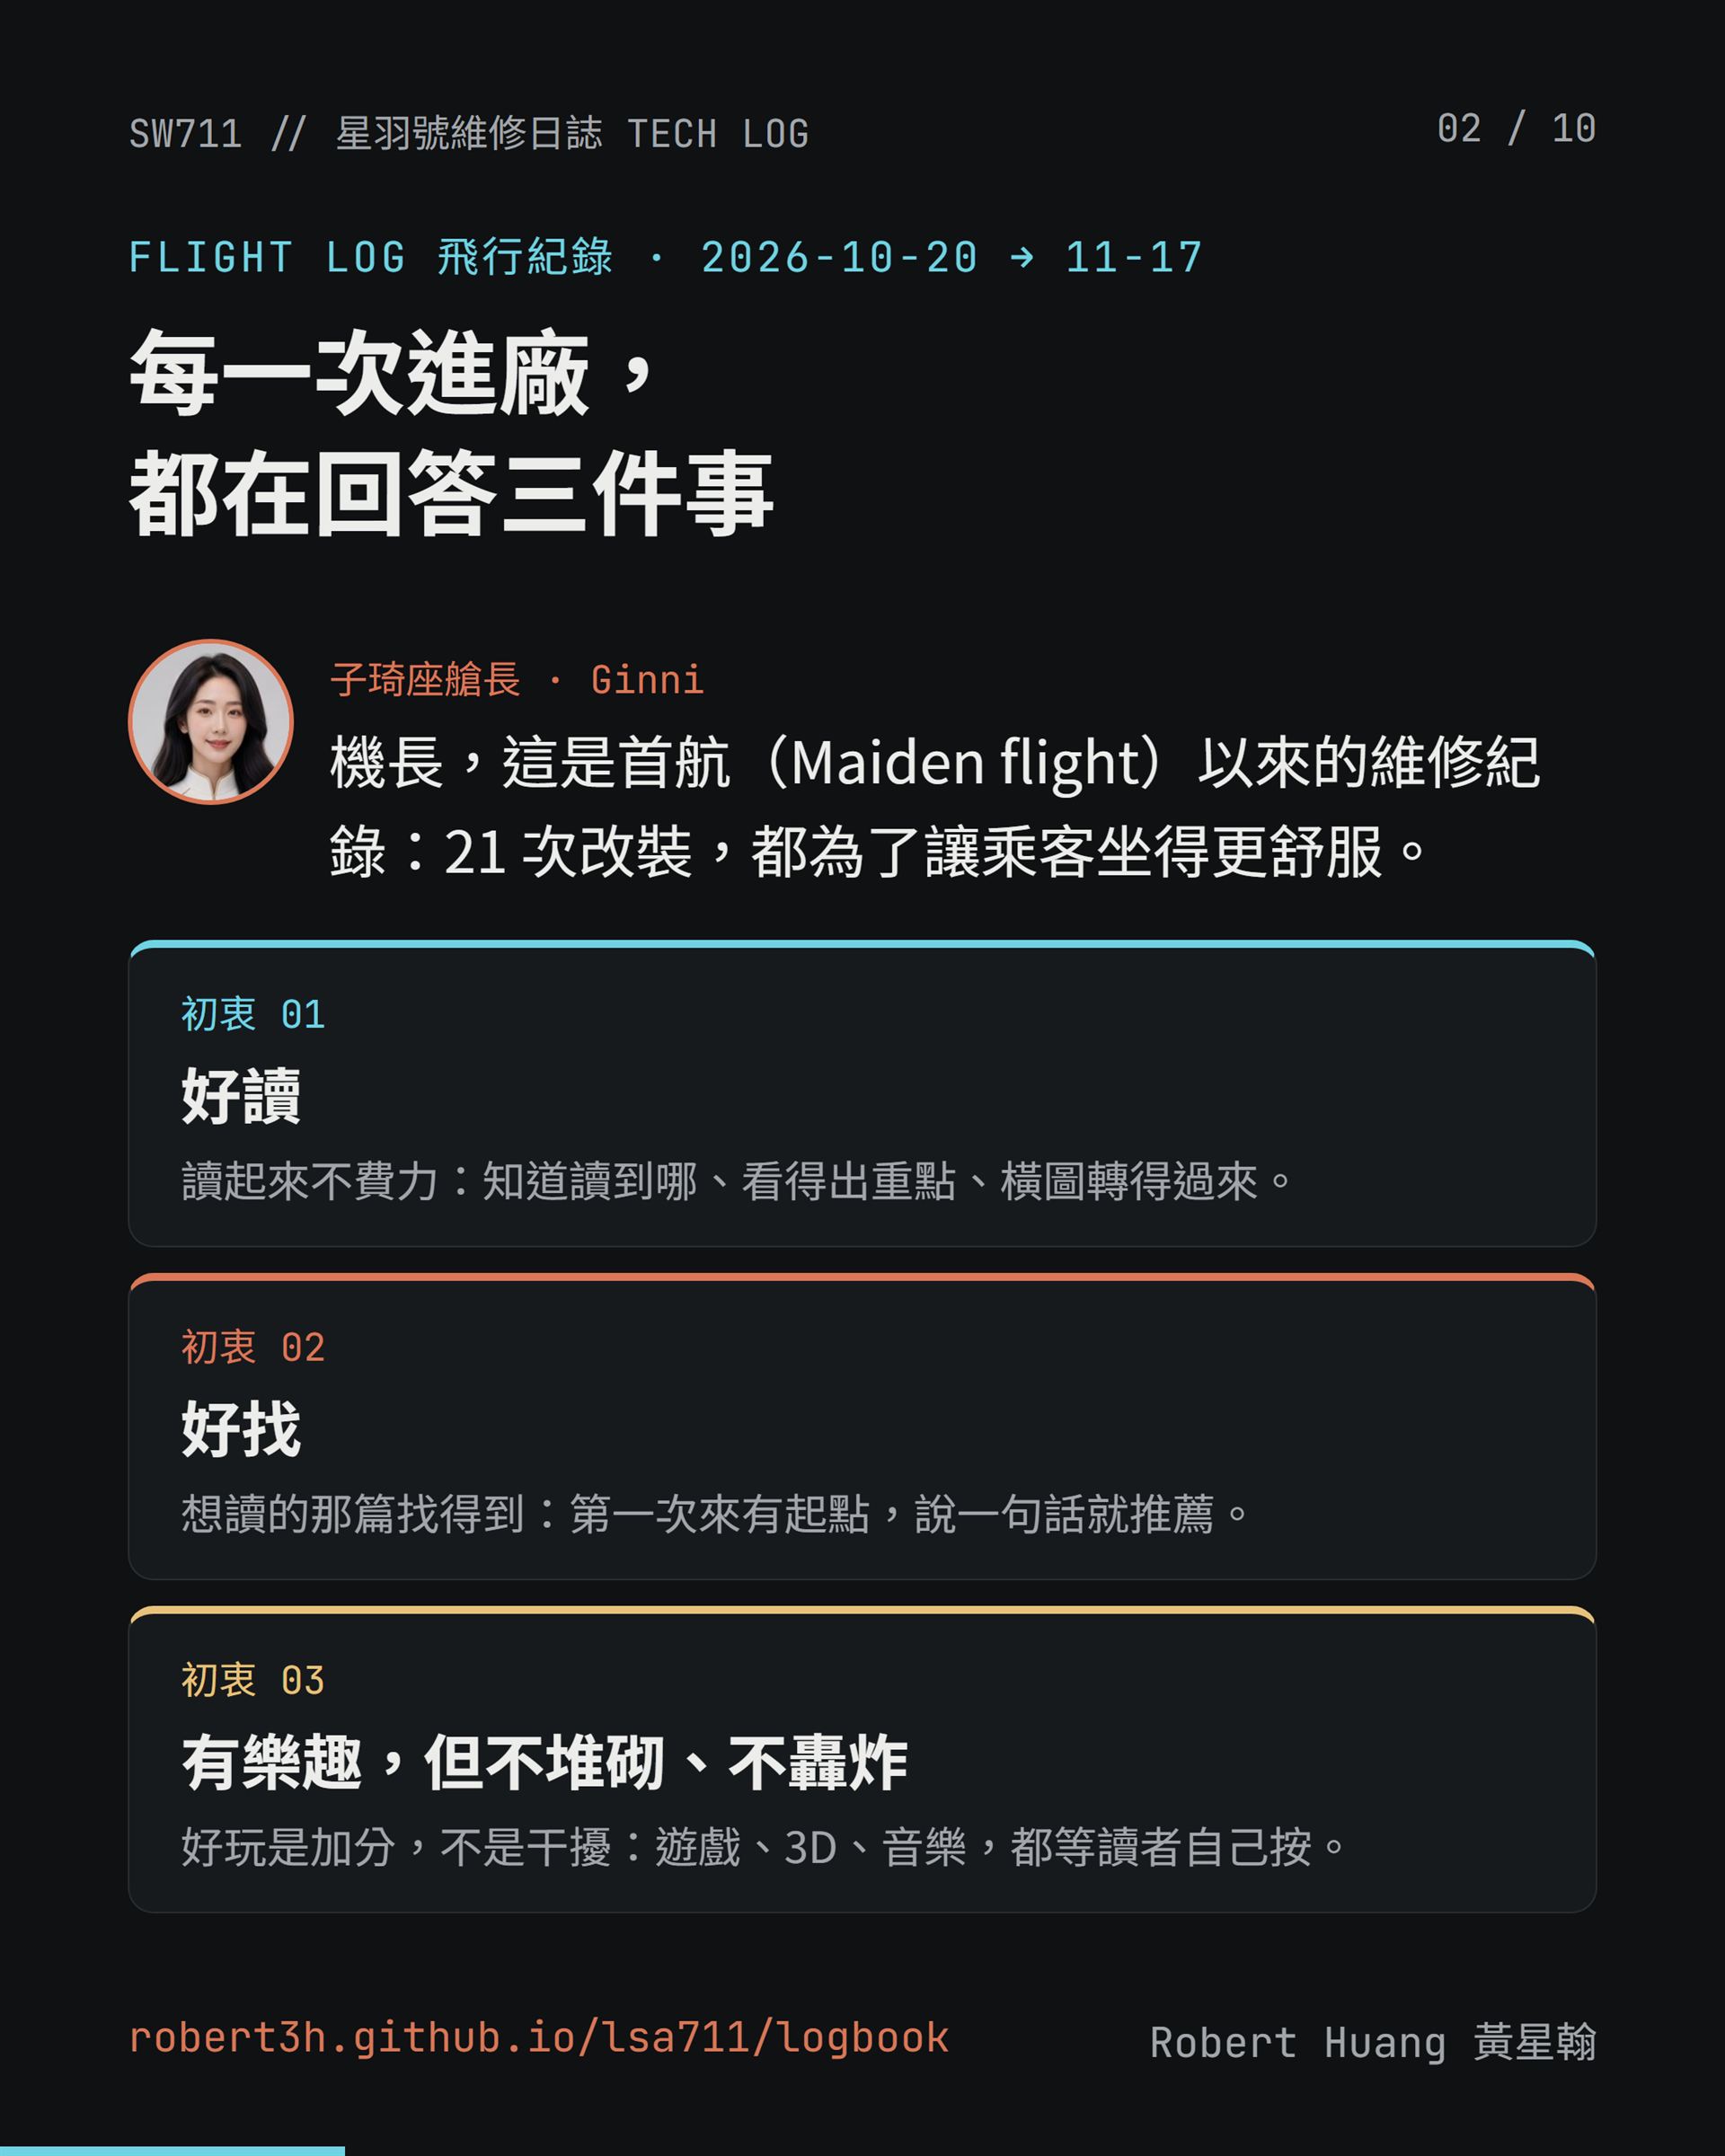 SW711 // 星羽號維修日誌 TECH LOG
02 / 10
FLIGHT LOG 飛行紀錄 · 2026-10-20 → 11-17
每一次進廠，
都在回答三件事
子琦座艙長 · Ginni
機長，這是首航（Maiden flight）以來的維修紀
錄：21 次改裝，都為了讓乘客坐得更舒服。
初衷 01
好讀
讀起來不費力：知道讀到哪、看得出重點、橫圖轉得過來。
初衷 02
好找
想讀的那篇找得到：第一次來有起點，說一句話就推薦。
初衷 03
有樂趣，但不堆砌、不轟炸
好玩是加分，不是干擾：遊戲、3D、音樂，都等讀者自己按。
robert3h.github.io/lsa711/logbook
Robert Huang 黃星翰